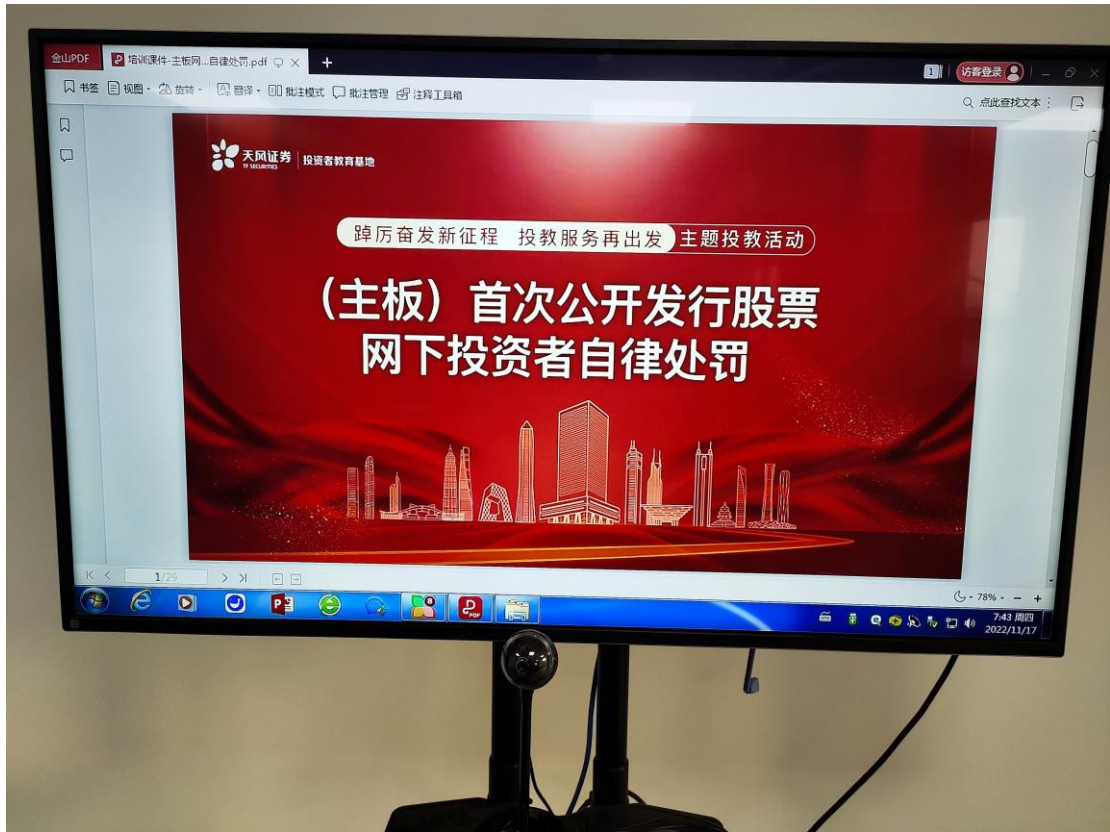 金山PDF
培训课件-主板网...自律处罚.pdf
1
访客登录
书签 视图 旋转 翻译 批注模式 批注管理 注释工具箱
点此查找文本
天风证券 投资者教育基地
TF SECURITIES
踔厉奋发新征程 投教服务再出发 主题投教活动
(主板)首次公开发行股票
网下投资者自律处罚
1/29
78%
7:43 周四
2022/11/17